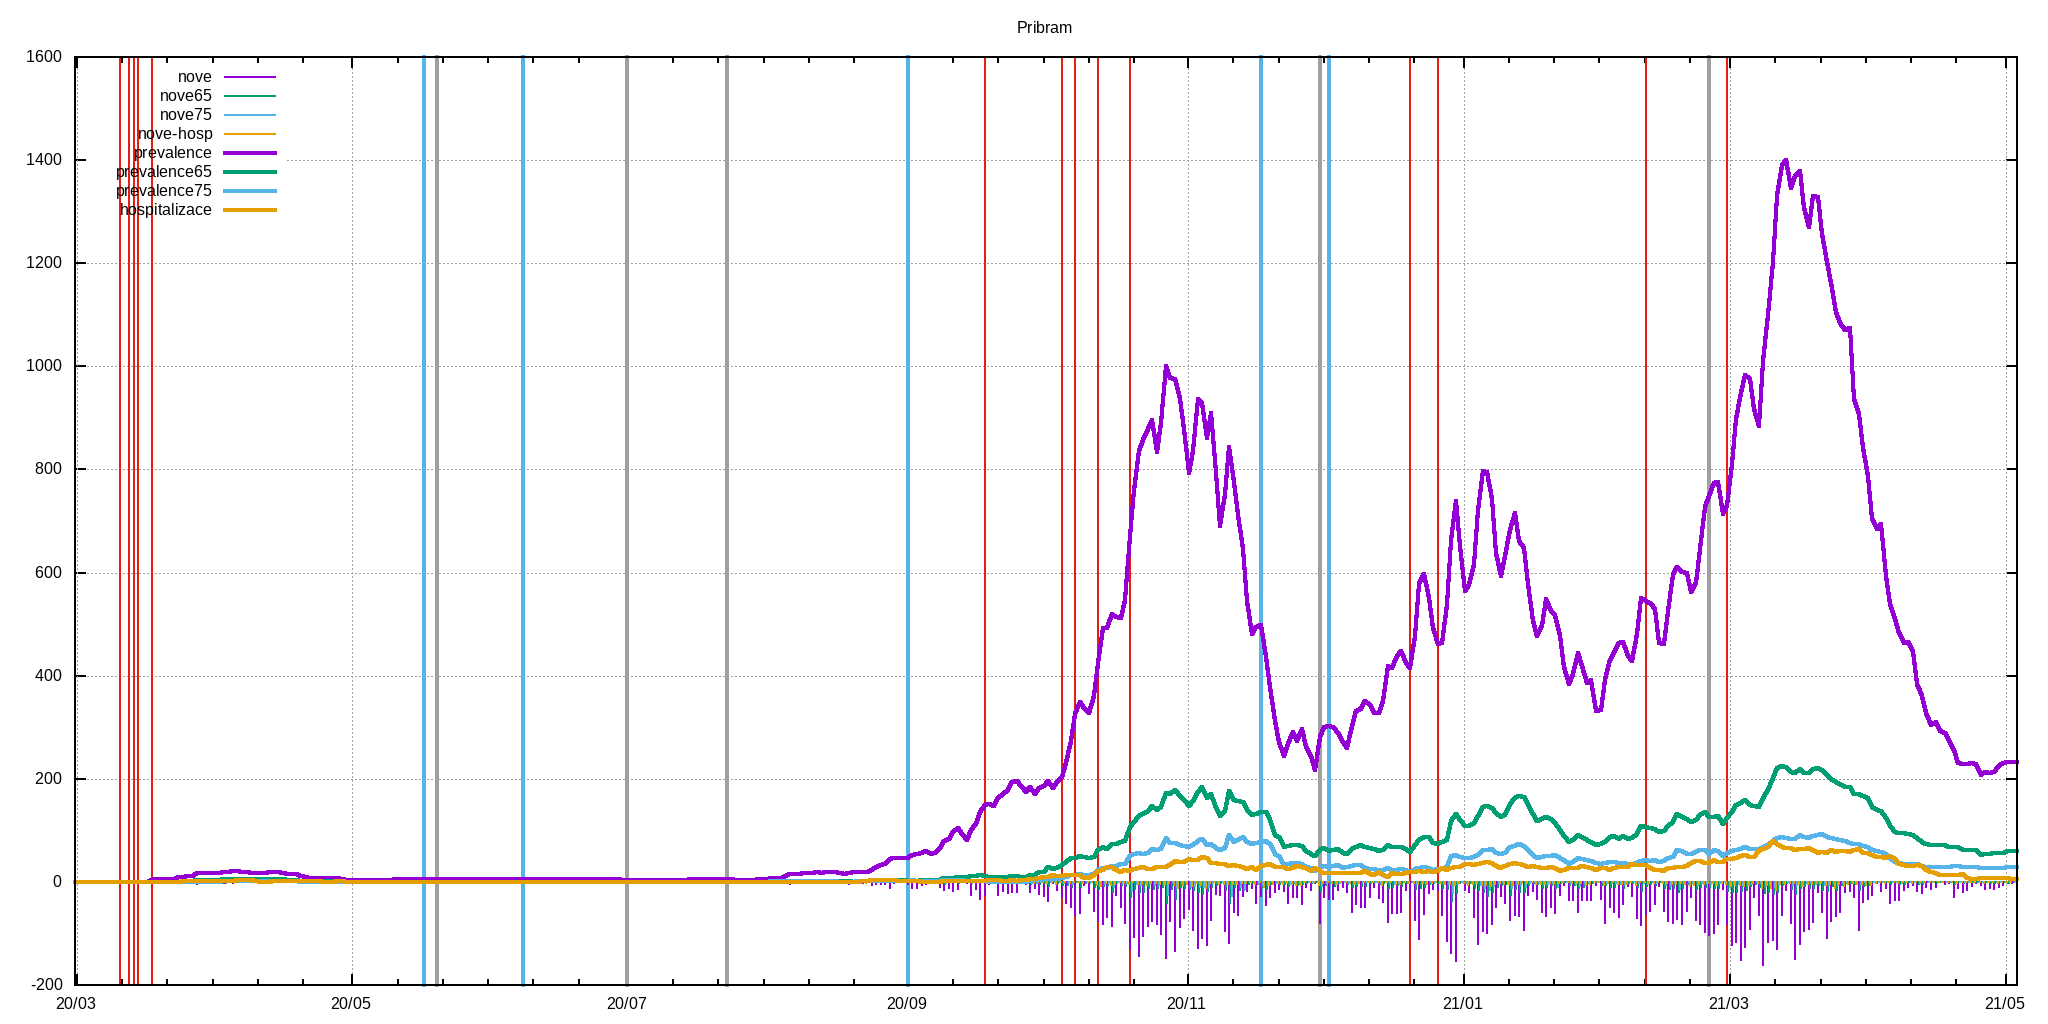 Pribram
1600
1400
1200
1000
800
600
400
200
0
-200
nove
nove65
nove75
nove-hosp
prevalence
prevalence65
prevalence75
hospitalizace
20/03 20/05 20/07 20/09 20/11 21/01 21/03 21/05